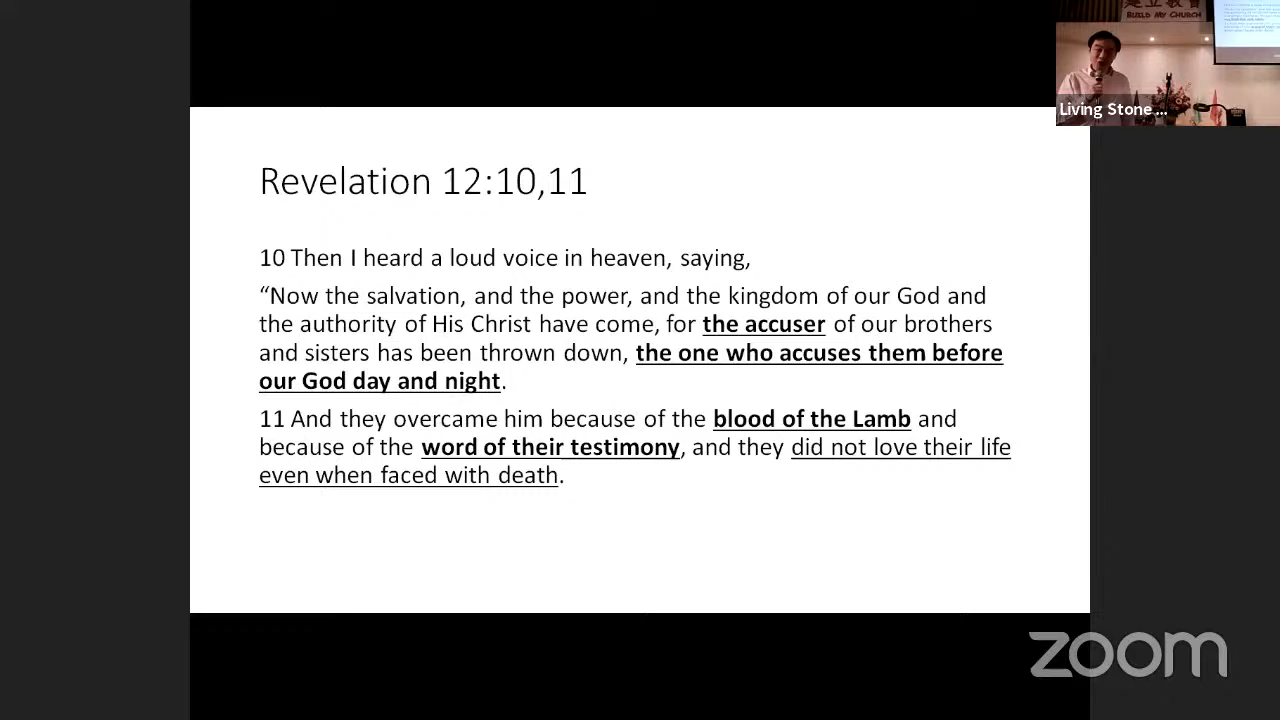 建立教會
BUILD MY CHURCH
Living Stone ...
Revelation 12:10,11
10 Then I heard a loud voice in heaven, saying,
“Now the salvation, and the power, and the kingdom of our God and
the authority of His Christ have come, for the accuser of our brothers
and sisters has been thrown down, the one who accuses them before
our God day and night.
11 And they overcame him because of the blood of the Lamb and
because of the word of their testimony, and they did not love their life
even when faced with death.
zoom